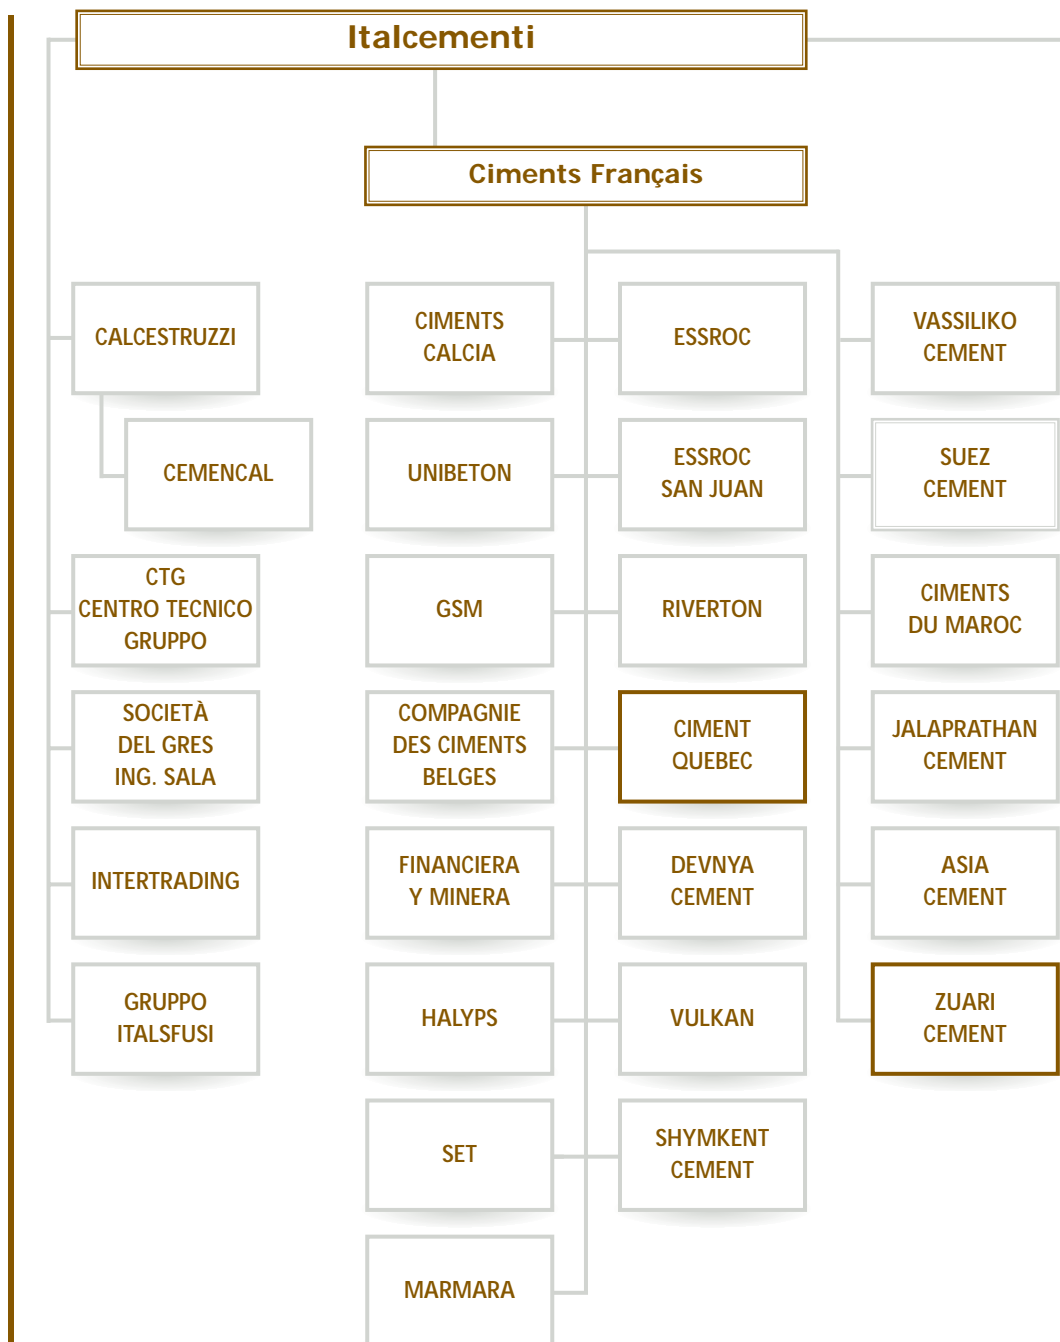 Italcementi
Ciments Français
CALCESTRUZZI
CEMENCAL
CTG
CENTRO TECNICO
GRUPPO
SOCIETÀ
DEL GRES
ING. SALA
INTERTRADING
GRUPPO
ITALSFUSI
CIMENTS
CALCIA
UNIBETON
GSM
COMPAGNIE
DES CIMENTS
BELGES
FINANCIERA
Y MINERA
HALYPS
SET
MARMARA
ESSROC
ESSROC
SAN JUAN
RIVERTON
CIMENT
QUEBEC
DEVNYA
CEMENT
VULKAN
SHYMKENT
CEMENT
VASSILIKO
CEMENT
SUEZ
CEMENT
CIMENTS
DU MAROC
JALAPRATHAN
CEMENT
ASIA
CEMENT
ZUARI
CEMENT